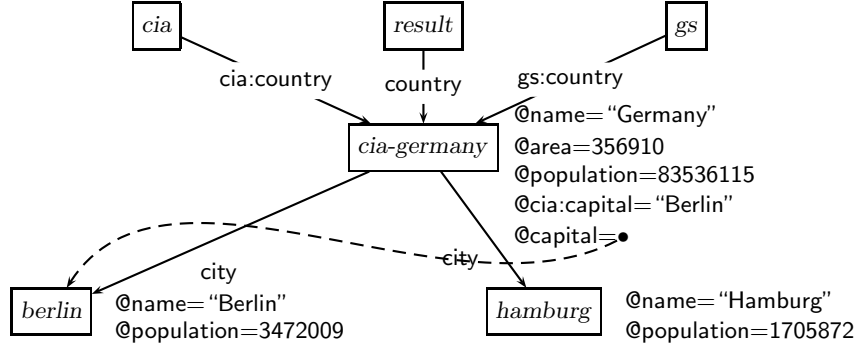 cia
result
gs
cia:country
country
gs:country
@name="Germany"
cia-germany
@area=356910
@population=83536115
@cia:capital="Berlin"
@capital=•
city
city
berlin
@name="Berlin"
@population=3472009
hamburg
@name="Hamburg"
@population=1705872